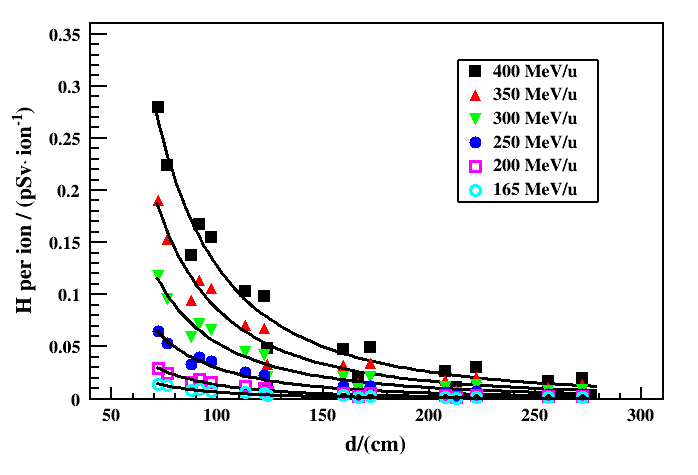 H per ion / (pSv· ion⁻¹)
0.35
0.3
0.25
0.2
0.15
0.1
0.05
0
400 MeV/u
350 MeV/u
300 MeV/u
250 MeV/u
200 MeV/u
165 MeV/u
50 100 150 200 250 300
d/(cm)